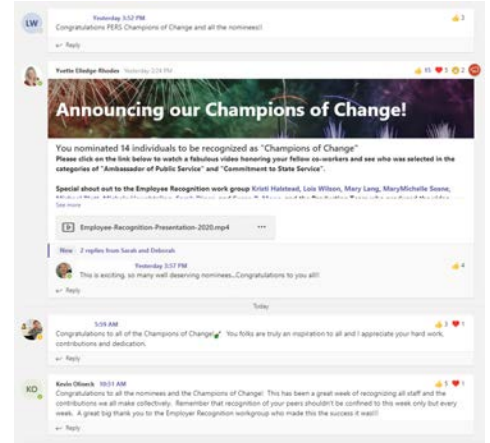 LW
Yesterday 3:52 PM
3
Congratulations PERS Champions of Change and all the nominees!!
Reply
Yvette Elledge-Rhodes Yesterday 2:24 PM
15 3 2
Announcing our Champions of Change!
You nominated 14 individuals to be recognized as "Champions of Change"
Please click on the link below to watch a fabulous video honoring your fellow co-workers and see who was selected in the
categories of "Ambassador of Public Service" and "Commitment to State Service".
Special shout out to the Employee Recognition work group Kristi Halstead, Lois Wilson, Mary Lang, MaryMichelle Sosne,
See more
Employee-Recognition-Presentation-2020.mp4
New 2 replies from Sarah and Deborah
Yesterday 3:57 PM
4
This is exciting, so many well deserving nominees...Congratulations to you all!!
Reply
Today
5:59 AM
3 1
Congratulations to all of the Champions of Change! You folks are truly an inspiration to all and I appreciate your hard work,
contributions and dedication.
Reply
KO
Kevin Olineck 10:51 AM
5 1
Congratulations to all the nominees and the Champions of Change! This has been a great week of recognizing all staff and the
contributions we all make collectively. Remember that recognition of your peers shouldn't be confined to this week only but every
week. A great big thank you to the Employer Recognition workgroup who made this the success it was!!!
Reply